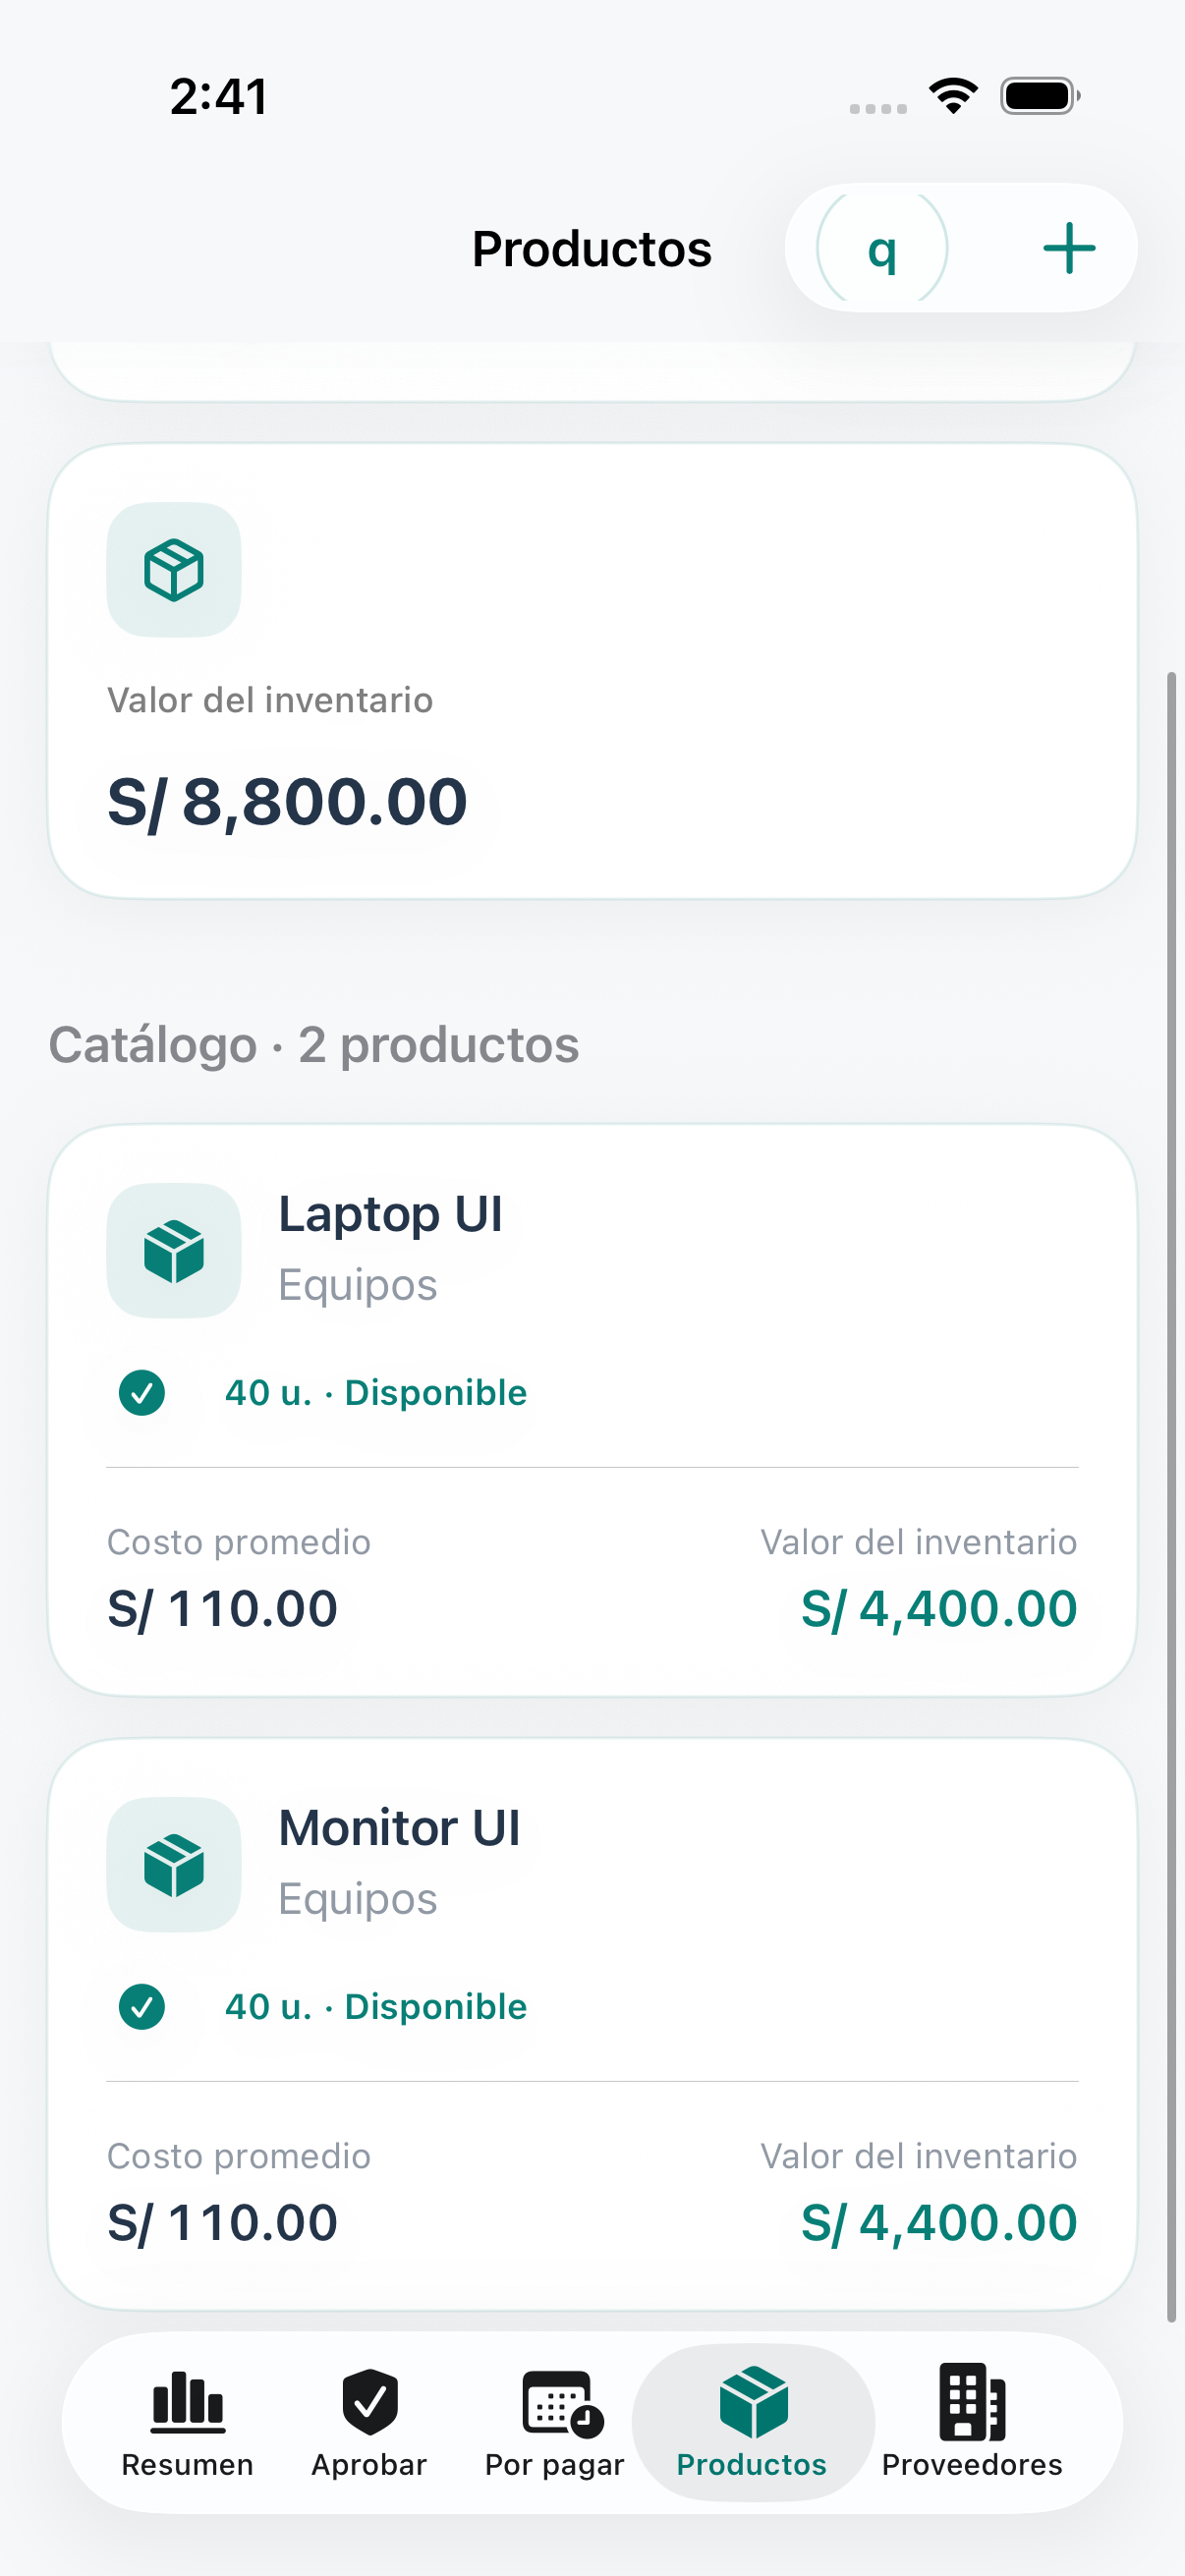 2:41
Productos
q
Valor del inventario
S/ 8,800.00
Catálogo · 2 productos
Laptop UI
Equipos
40 u. · Disponible
Costo promedio
Valor del inventario
S/ 110.00
S/ 4,400.00
Monitor UI
Equipos
40 u. · Disponible
Costo promedio
Valor del inventario
S/ 110.00
S/ 4,400.00
Resumen
Aprobar
Por pagar
Productos
Proveedores